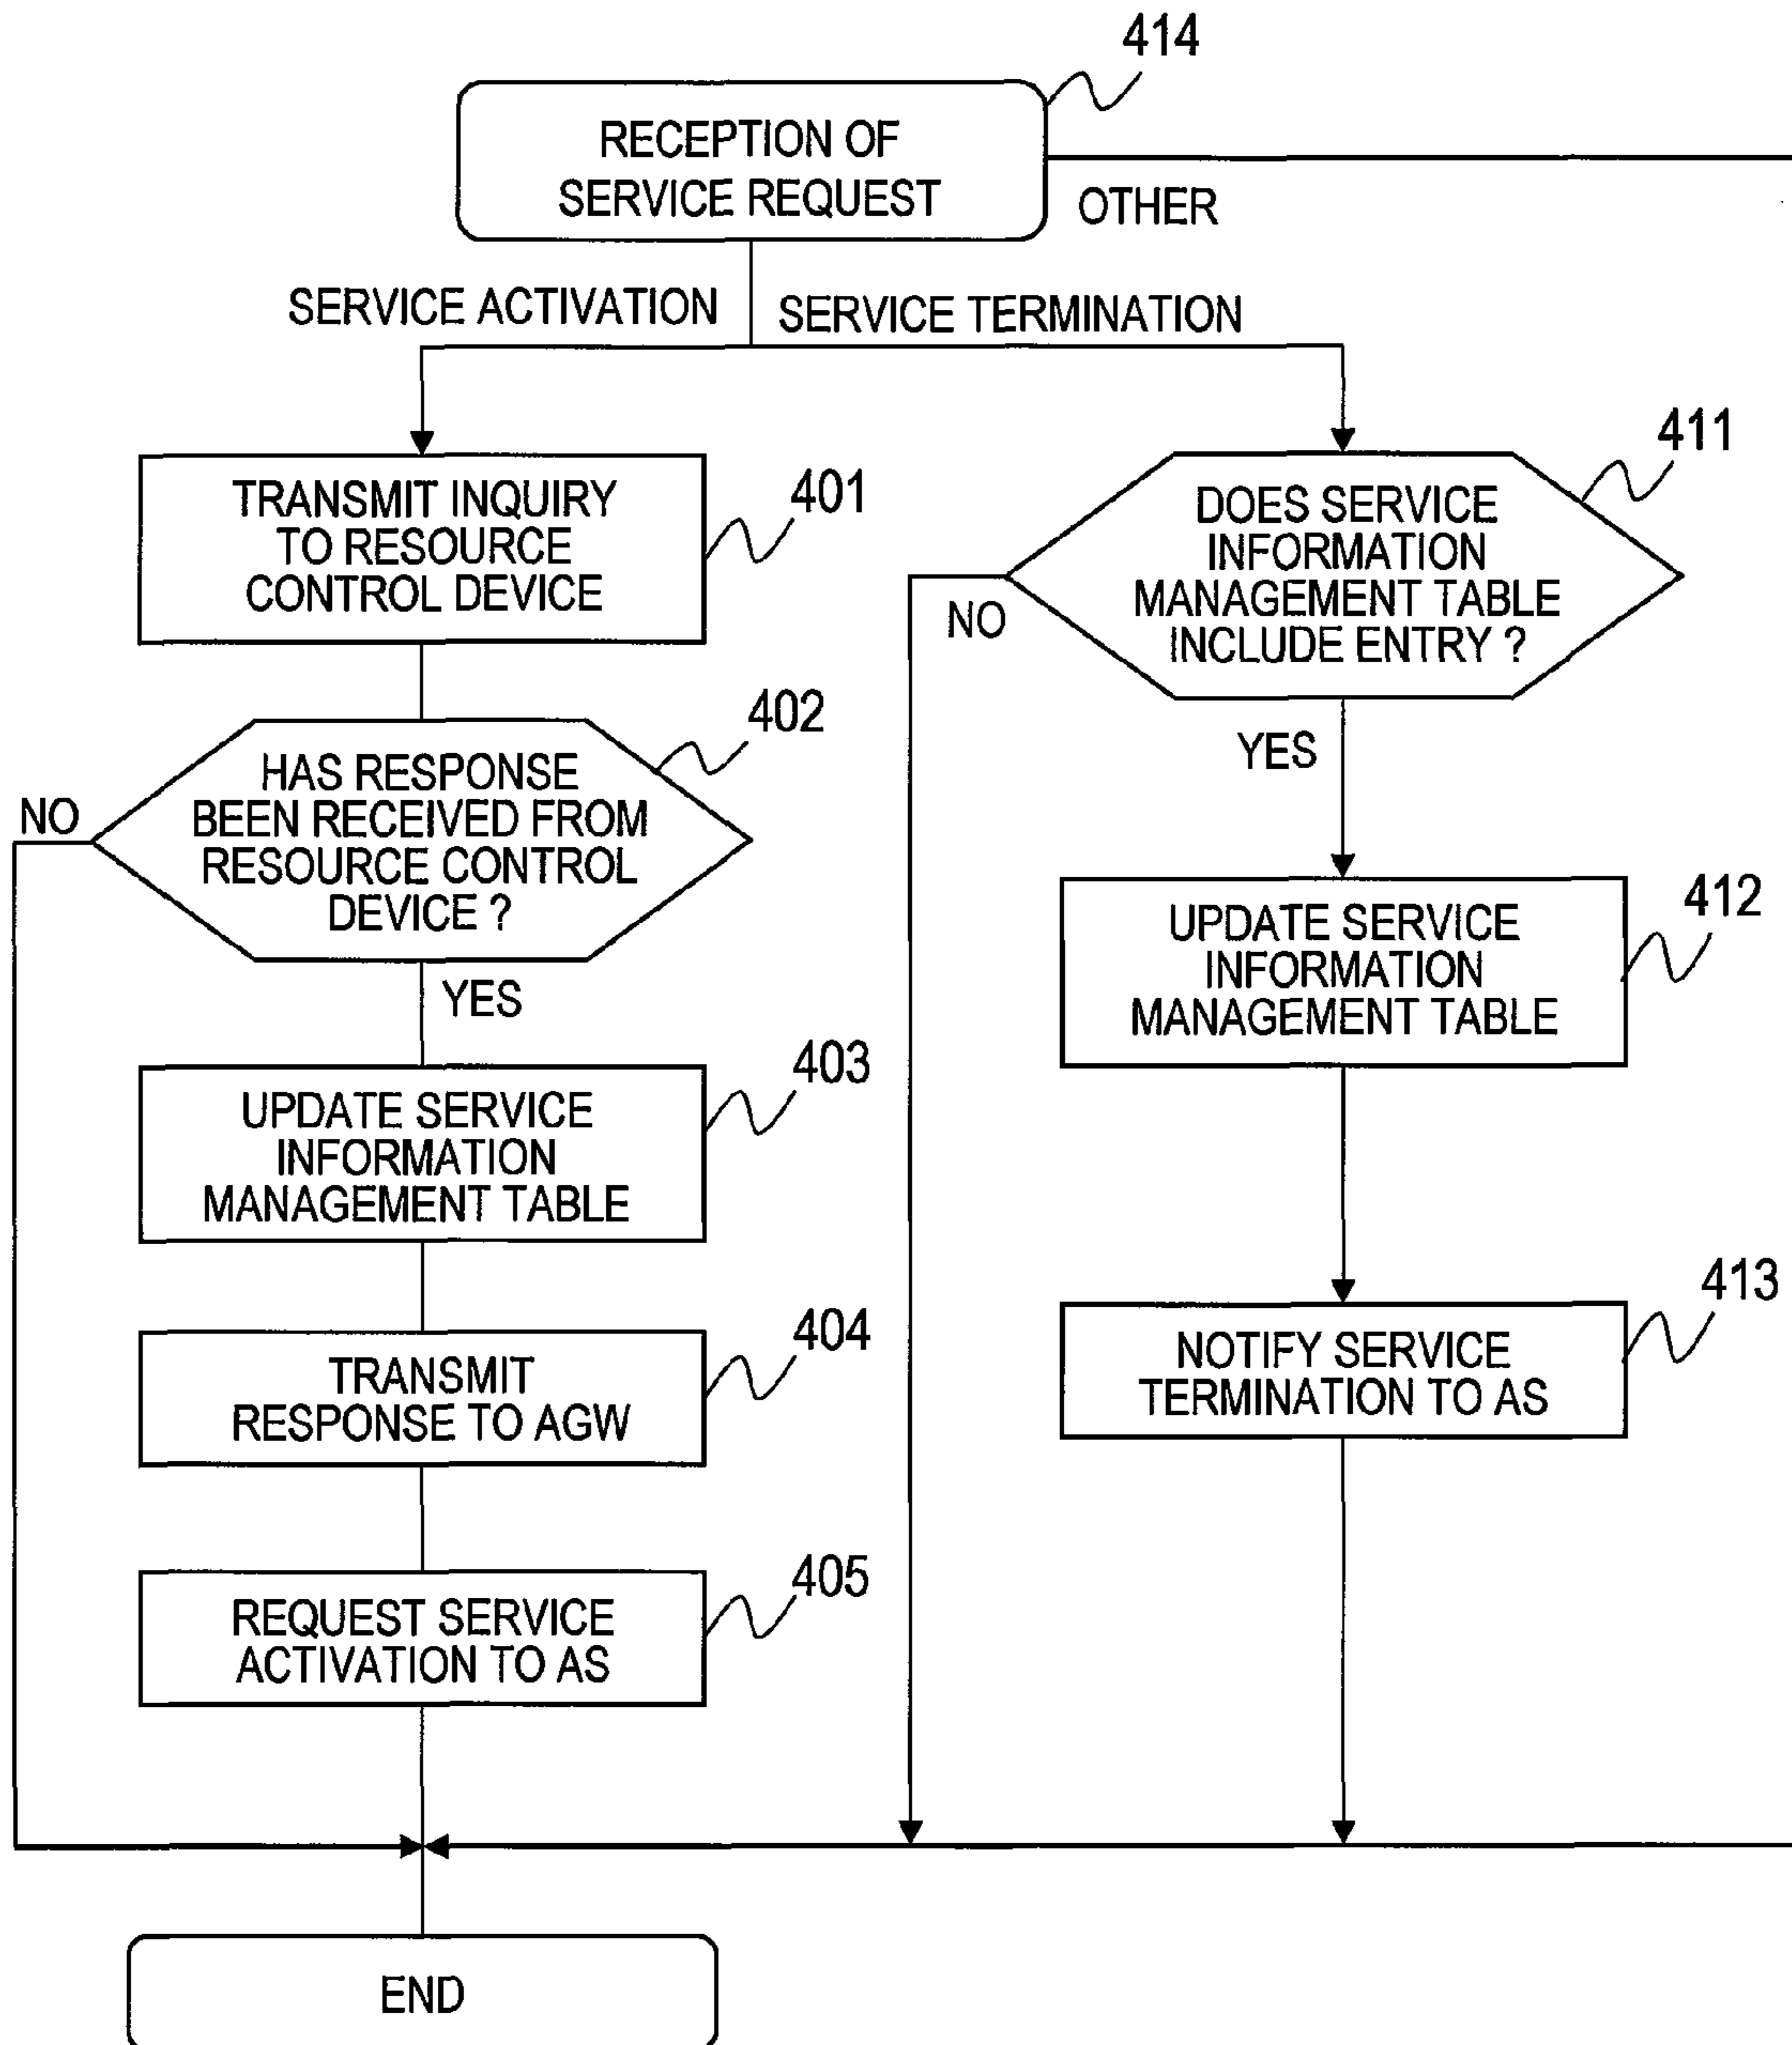 414
RECEPTION OF
SERVICE REQUEST
OTHER
SERVICE ACTIVATION
SERVICE TERMINATION
TRANSMIT INQUIRY
TO RESOURCE
CONTROL DEVICE
401
DOES SERVICE
INFORMATION
MANAGEMENT TABLE
INCLUDE ENTRY ?
411
NO
YES
HAS RESPONSE
BEEN RECEIVED FROM
RESOURCE CONTROL
DEVICE ?
402
NO
YES
UPDATE SERVICE
INFORMATION
MANAGEMENT TABLE
412
UPDATE SERVICE
INFORMATION
MANAGEMENT TABLE
403
NOTIFY SERVICE
TERMINATION TO AS
413
TRANSMIT
RESPONSE TO AGW
404
REQUEST SERVICE
ACTIVATION TO AS
405
END